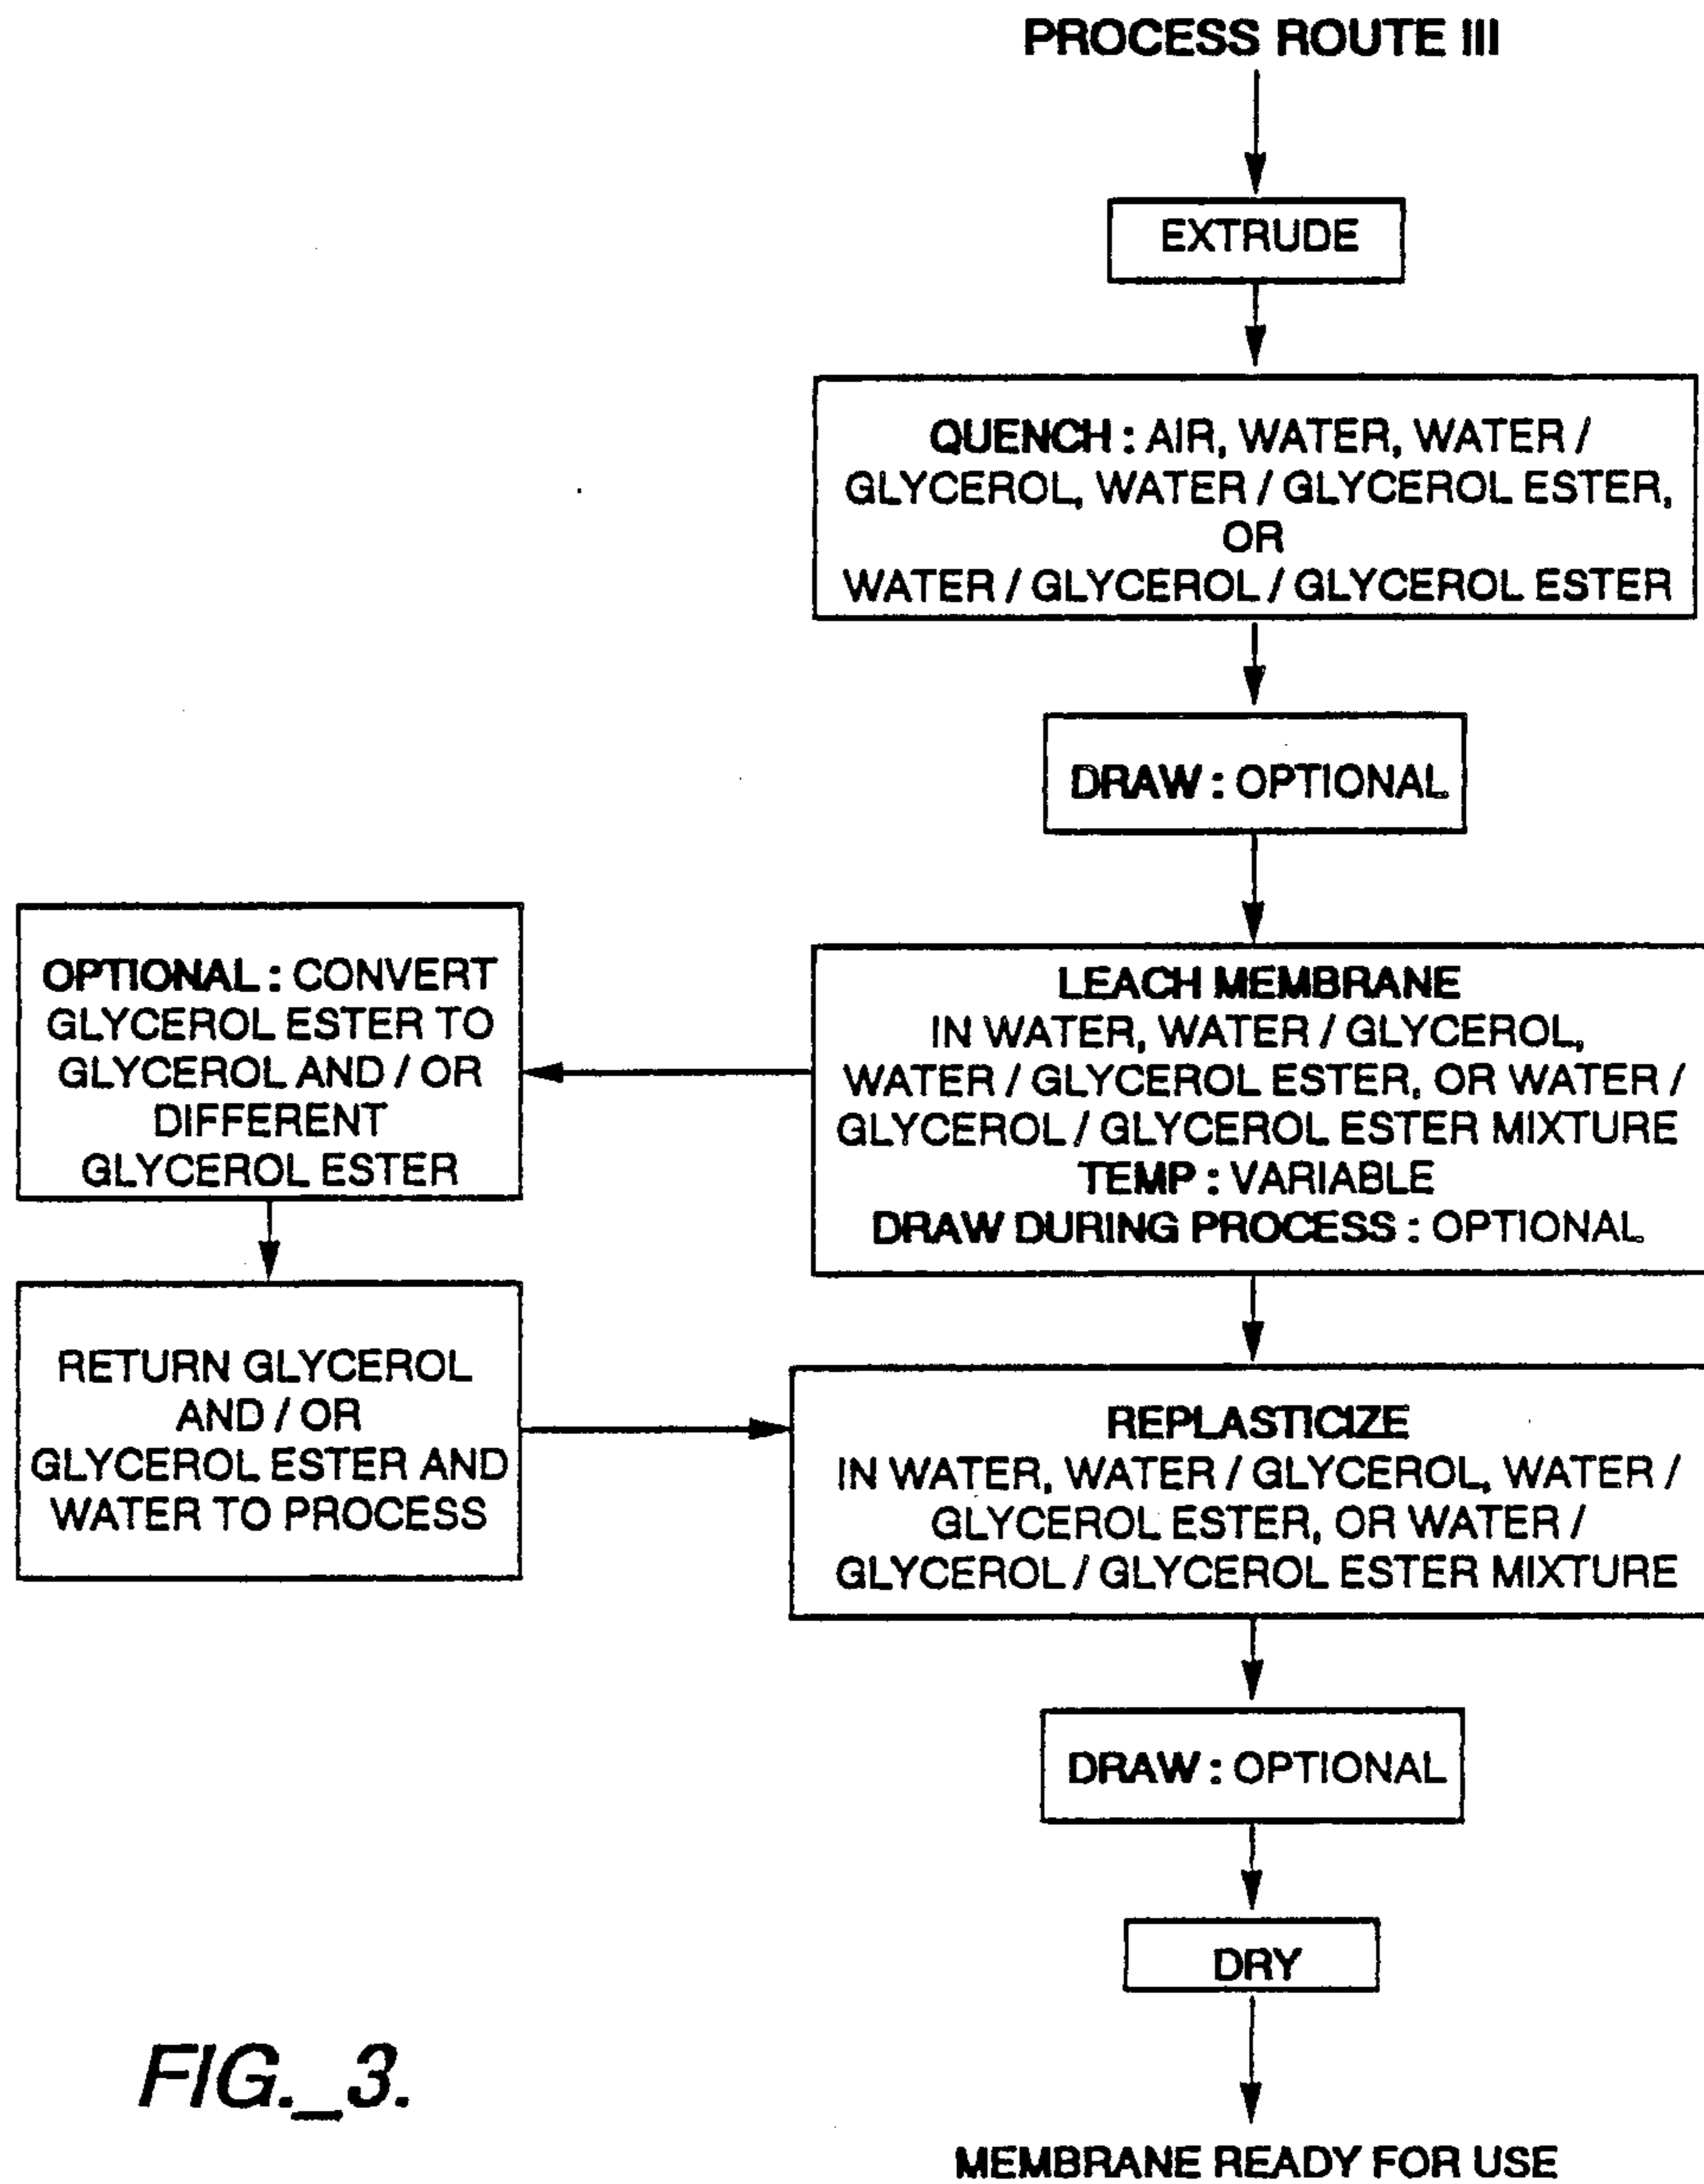 PROCESS ROUTE III
EXTRUDE
QUENCH : AIR, WATER, WATER /
GLYCEROL, WATER / GLYCEROL ESTER,
OR
WATER / GLYCEROL / GLYCEROL ESTER
DRAW : OPTIONAL
LEACH MEMBRANE
IN WATER, WATER / GLYCEROL,
WATER / GLYCEROL ESTER, OR WATER /
GLYCEROL / GLYCEROL ESTER MIXTURE
TEMP : VARIABLE
DRAW DURING PROCESS : OPTIONAL
OPTIONAL : CONVERT
GLYCEROL ESTER TO
GLYCEROL AND / OR
DIFFERENT
GLYCEROL ESTER
RETURN GLYCEROL
AND / OR
GLYCEROL ESTER AND
WATER TO PROCESS
REPLASTICIZE
IN WATER, WATER / GLYCEROL, WATER /
GLYCEROL ESTER, OR WATER /
GLYCEROL / GLYCEROL ESTER MIXTURE
DRAW : OPTIONAL
DRY
MEMBRANE READY FOR USE
FIG._3.